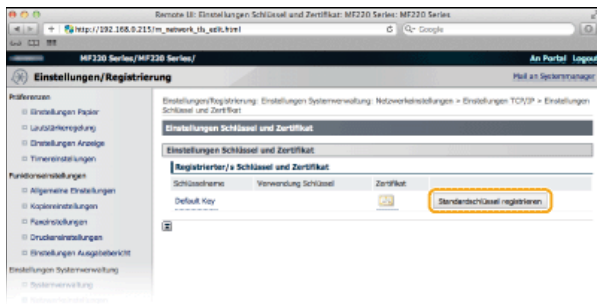 Remote UI: Einstellungen Schlüssel und Zertifikat: MF220 Series: MF220 Series
http://192.168.0.215/m_network_tls_edit.html
Google
MF220 Series/MF220 Series/
An Portal Logout
Einstellungen/Registrierung
Mail an Systemmanager
Präferenzen
Einstellungen Papier
Lautstärkeregelung
Einstellungen Anzeige
Timereinstellungen
Funktionseinstellungen
Allgemeine Einstellungen
Kopiereinstellungen
Faxeinstellungen
Druckereinstellungen
Einstellungen Ausgabebericht
Einstellungen Systemverwaltung
Systemverwaltung
Einstellungen/Registrierung: Einstellungen Systemverwaltung: Netzwerkeinstellungen > Einstellungen TCP/IP > Einstellungen
Schlüssel und Zertifikat
Einstellungen Schlüssel und Zertifikat
Einstellungen Schlüssel und Zertifikat
Registrierter/s Schlüssel und Zertifikat
Schlüsselname Verwendung Schlüssel Zertifikat
Default Key Standardschlüssel registrieren